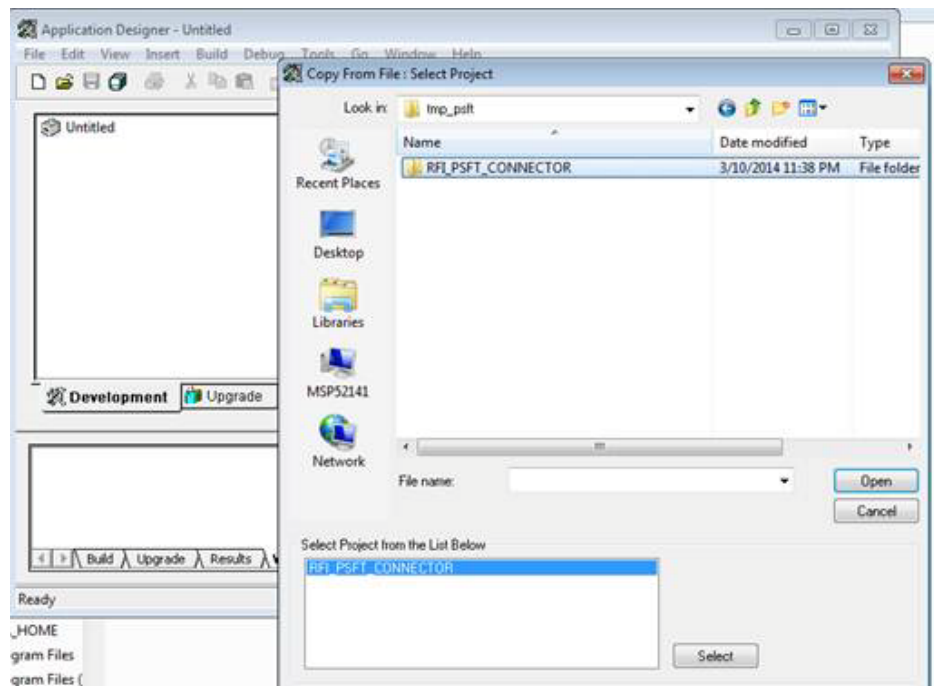 Application Designer - Untitled
File Edit View Insert Build Debug Tools Go Window Help
Untitled
Development
Upgrade
Build
Upgrade
Results
Ready
_HOME
gram Files
gram Files (
Copy From File : Select Project
Look in:
tmp_psft
Recent Places
Desktop
Libraries
MSP52141
Network
Name Date modified Type
RFI_PSFT_CONNECTOR 3/10/2014 11:38 PM File folder
File name:
Open
Cancel
Select Project from the List Below
RFI_PSFT_CONNECTOR
Select